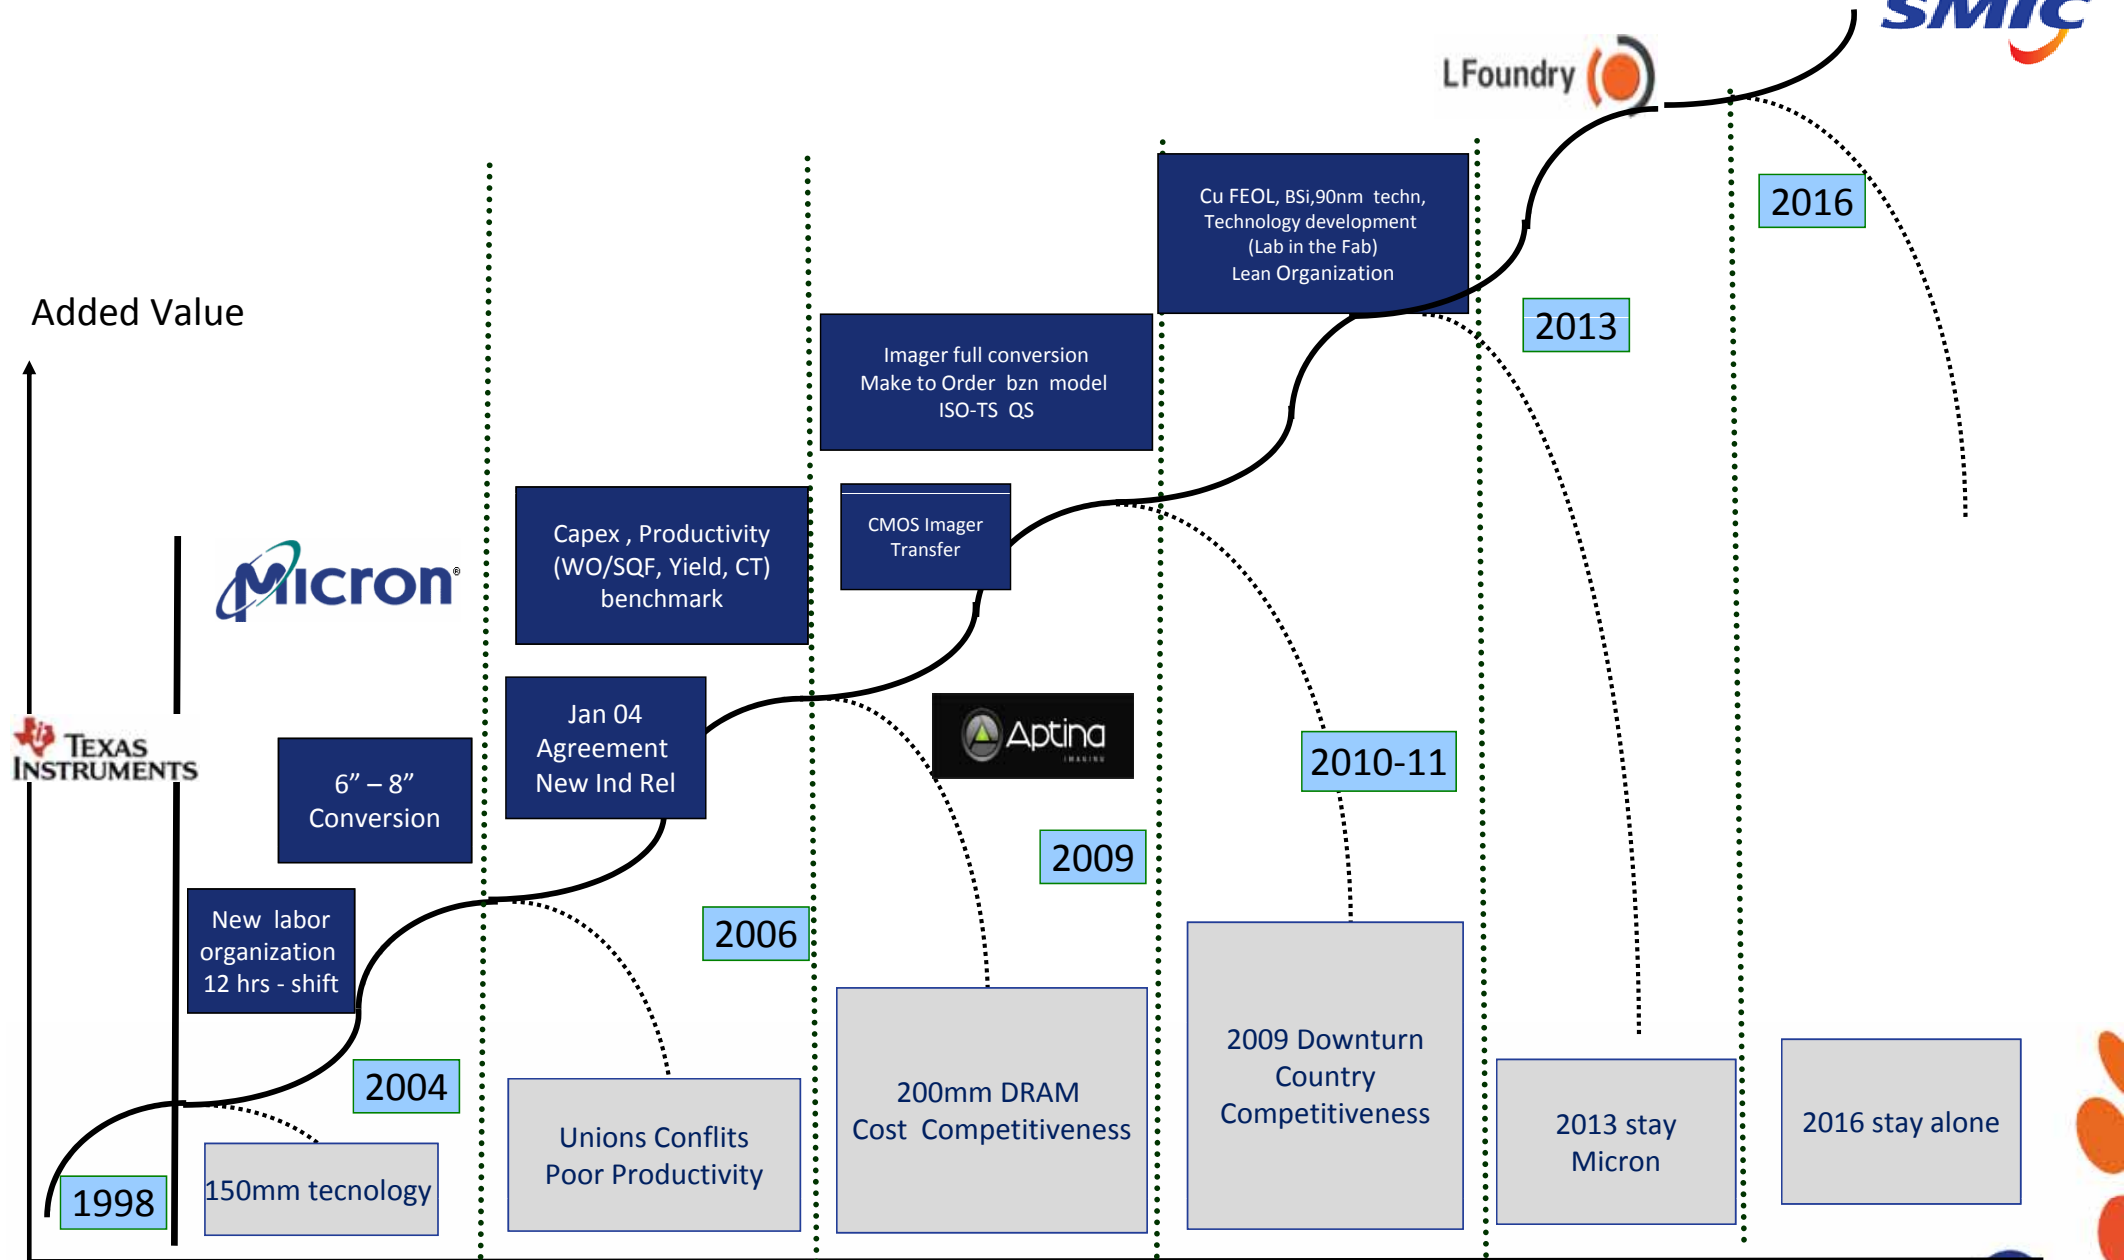 SMIC
LFoundry
Cu FEOL, BSi,90nm techn,
Technology development
(Lab in the Fab)
Lean Organization
2016
Added Value
2013
Imager full conversion
Make to Order bzn model
ISO-TS QS
Micron®
Capex , Productivity
(WO/SQF, Yield, CT)
benchmark
CMOS Imager
Transfer
Texas
Instruments
6” – 8”
Conversion
Jan 04
Agreement
New Ind Rel
Aptina
IMAGING
2010-11
2009
New labor
organization
12 hrs - shift
2006
2004
1998
150mm tecnology
Unions Conflits
Poor Productivity
200mm DRAM
Cost Competitiveness
2009 Downturn
Country
Competitiveness
2013 stay
Micron
2016 stay alone